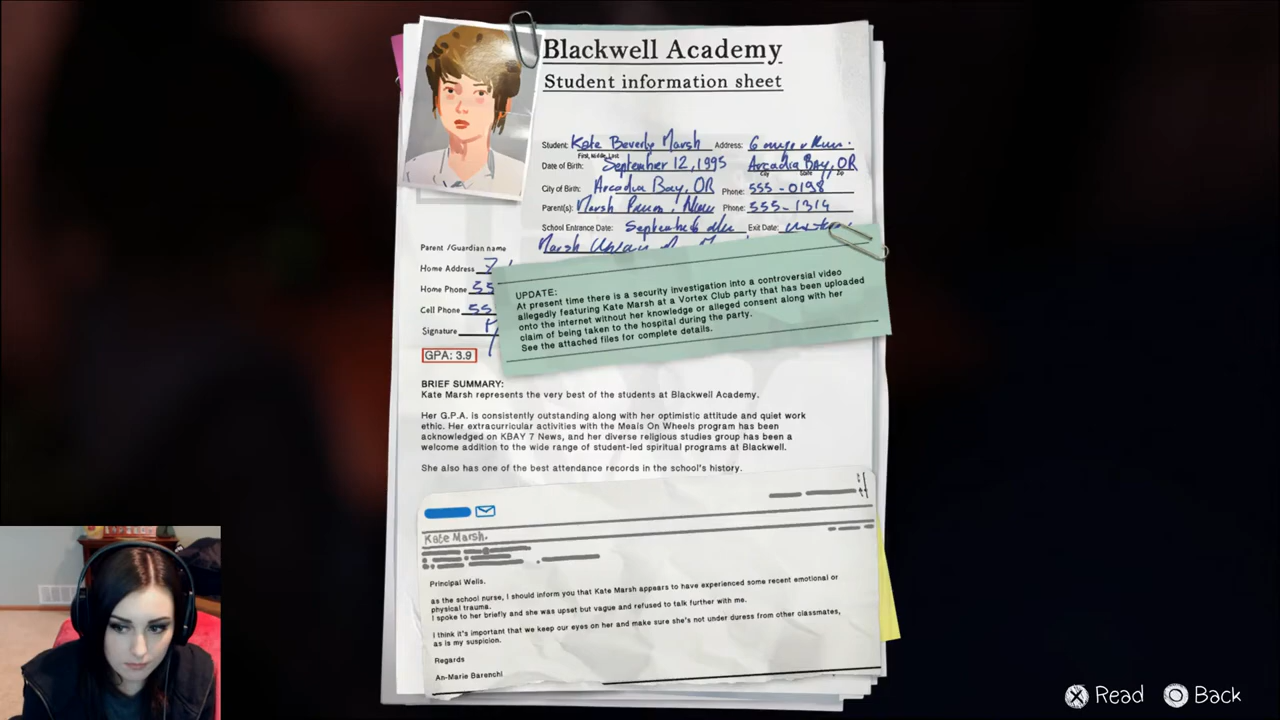 Blackwell Academy
Student information sheet
Student: Kate Beverly Marsh Address:
First, Middle, Last
Date of Birth: September 12, 1995 Arcadia Bay, OR
City State Zip
City of Birth: Arcadia Bay, OR Phone: 555-0198
Parent(s): Marsh Phone: 555-1314
School Entrance Date: Exit Date:
Marsh
Parent /Guardian name
Home Address
Home Phone 55
Cell Phone 55
Signature
GPA: 3.9
UPDATE:
At present time there is a security investigation into a controversial video
allegedly featuring Kate Marsh at a Vortex Club party that has been uploaded
onto the internet without her knowledge or alleged consent along with her
claim of being taken to the hospital during the party.
See the attached files for complete details.
BRIEF SUMMARY:
Kate Marsh represents the very best of the students at Blackwell Academy.
Her G.P.A. is consistently outstanding along with her optimistic attitude and quiet work
ethic. Her extracurricular activities with the Meals On Wheels program has been
acknowledged on KBAY 7 News, and her diverse religious studies group has been a
welcome addition to the wide range of student-led spiritual programs at Blackwell.
She also has one of the best attendance records in the school's history.
Kate Marsh.
Principal Wells.
as the school nurse, I should inform you that Kate Marsh appears to have experienced some recent emotional or
physical trauma.
I spoke to her briefly and she was upset but vague and refused to talk further with me.
I think it's important that we keep our eyes on her and make sure she's not under duress from other classmates,
as is my suspicion.
Regards
An-Marie Barenchi
Read Back